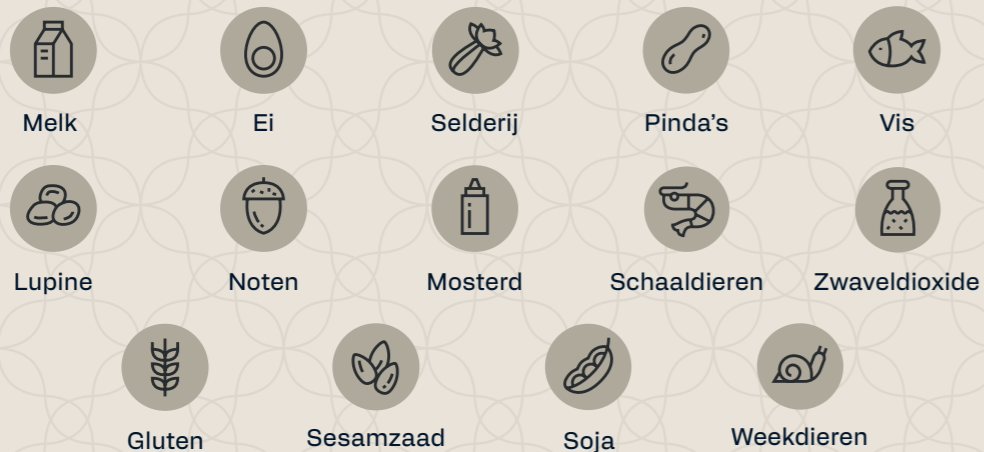 Melk
Ei
Selderij
Pinda's
Vis
Lupine
Noten
Mosterd
Schaaldieren
Zwaveldioxide
Gluten
Sesamzaad
Soja
Weekdieren